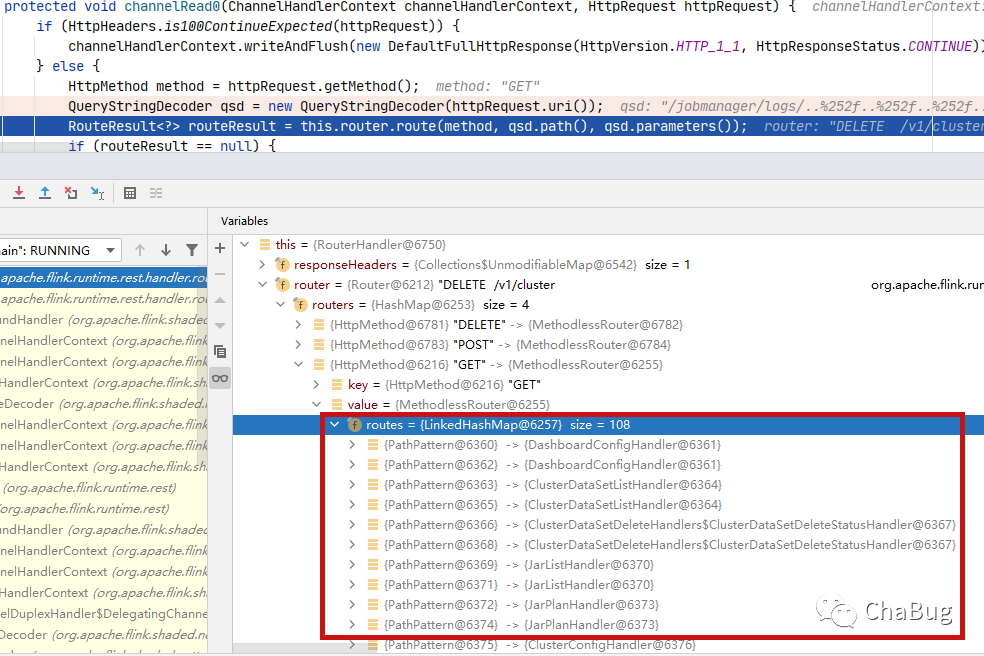 protected void channelRead0(ChannelHandlerContext channelHandlerContext, HttpRequest httpRequest) { channelHandlerContext:
if (HttpHeaders.is100ContinueExpected(httpRequest)) {
channelHandlerContext.writeAndFlush(new DefaultFullHttpResponse(HttpVersion.HTTP_1_1, HttpResponseStatus.CONTINUE))
} else {
HttpMethod method = httpRequest.getMethod(); method: "GET"
QueryStringDecoder qsd = new QueryStringDecoder(httpRequest.uri()); qsd: "/jobmanager/logs/..%252f..%252f..%252f..
RouteResult<?> routeResult = this.router.route(method, qsd.path(), qsd.parameters()); router: "DELETE /v1/cluster
if (routeResult == null) {
Variables
ain": RUNNING
this = {RouterHandler@6750}
responseHeaders = {Collections$UnmodifiableMap@6542} size = 1
apache.flink.runtime.rest.handler.rou
router = {Router@6212} "DELETE /v1/cluster org.apache.flink.run
apache.flink.runtime.rest.handler.rou
routers = {HashMap@6253} size = 4
undHandler (org.apache.flink.shaded
{HttpMethod@6781} "DELETE" -> {MethodlessRouter@6782}
nelHandlerContext (org.apache.flink
{HttpMethod@6783} "POST" -> {MethodlessRouter@6784}
nelHandlerContext (org.apache.flink
{HttpMethod@6216} "GET" -> {MethodlessRouter@6255}
HandlerContext (org.apache.flink.sh
key = {HttpMethod@6216} "GET"
eDecoder (org.apache.flink.shaded.
value = {MethodlessRouter@6255}
nelHandlerContext (org.apache.flink
routes = {LinkedHashMap@6257} size = 108
nelHandlerContext (org.apache.flink
{PathPattern@6360} -> {DashboardConfigHandler@6361}
HandlerContext (org.apache.flink.sh
{PathPattern@6362} -> {DashboardConfigHandler@6361}
(org.apache.flink.runtime.rest)
{PathPattern@6363} -> {ClusterDataSetListHandler@6364}
org.apache.flink.runtime.rest)
{PathPattern@6365} -> {ClusterDataSetListHandler@6364}
undHandler (org.apache.flink.shaded
{PathPattern@6366} -> {ClusterDataSetDeleteHandlers$ClusterDataSetDeleteStatusHandler@6367}
nelHandlerContext (org.apache.flink
{PathPattern@6368} -> {ClusterDataSetDeleteHandlers$ClusterDataSetDeleteStatusHandler@6367}
nelHandlerContext (org.apache.flink
{PathPattern@6369} -> {JarListHandler@6370}
HandlerContext (org.apache.flink.sh
{PathPattern@6371} -> {JarListHandler@6370}
elDuplexHandler$DelegatingChanne
{PathPattern@6372} -> {JarPlanHandler@6373}
Decoder (org.apache.flink.shaded.ne
{PathPattern@6374} -> {JarPlanHandler@6373}
nelHandlerContext (org.apache.flink
{PathPattern@6375} -> {ClusterConfigHandler@6376}
ChaBug